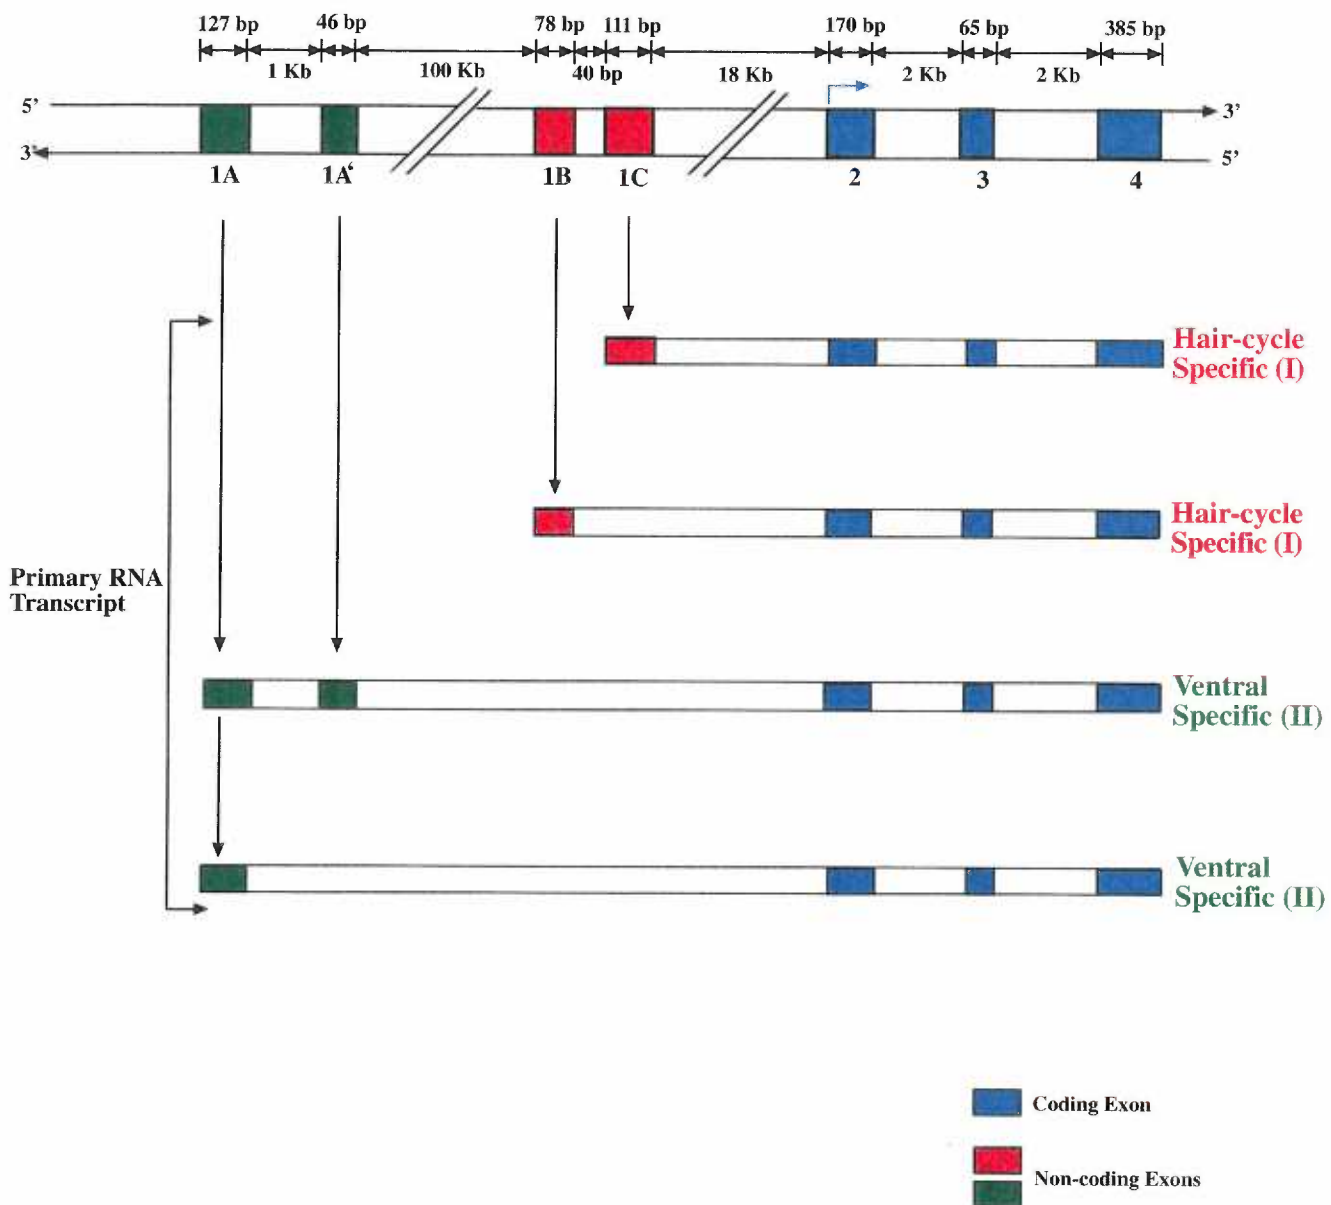 127 bp 46 bp 78 bp 111 bp 170 bp 65 bp 385 bp
1 Kb 100 Kb 40 bp 18 Kb 2 Kb 2 Kb
5' 3'
3' 5'
1A 1A' 1B 1C 2 3 4
Hair-cycle
Specific (I)
Hair-cycle
Specific (I)
Primary RNA
Transcript
Ventral
Specific (II)
Ventral
Specific (II)
Coding Exon
Non-coding Exons